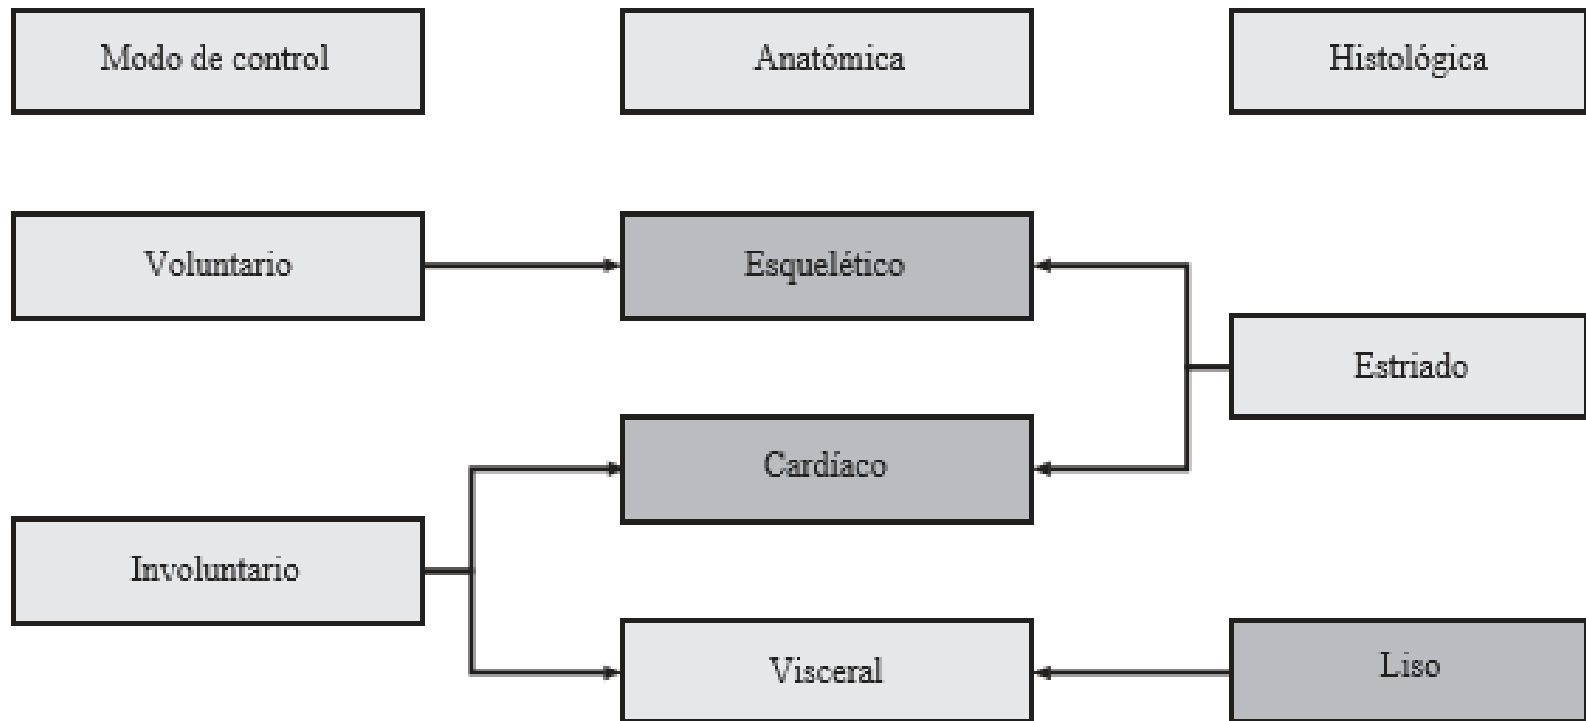 Modo de control
Anatómica
Histológica
Voluntario
Esquelético
Estriado
Cardíaco
Involuntario
Visceral
Liso